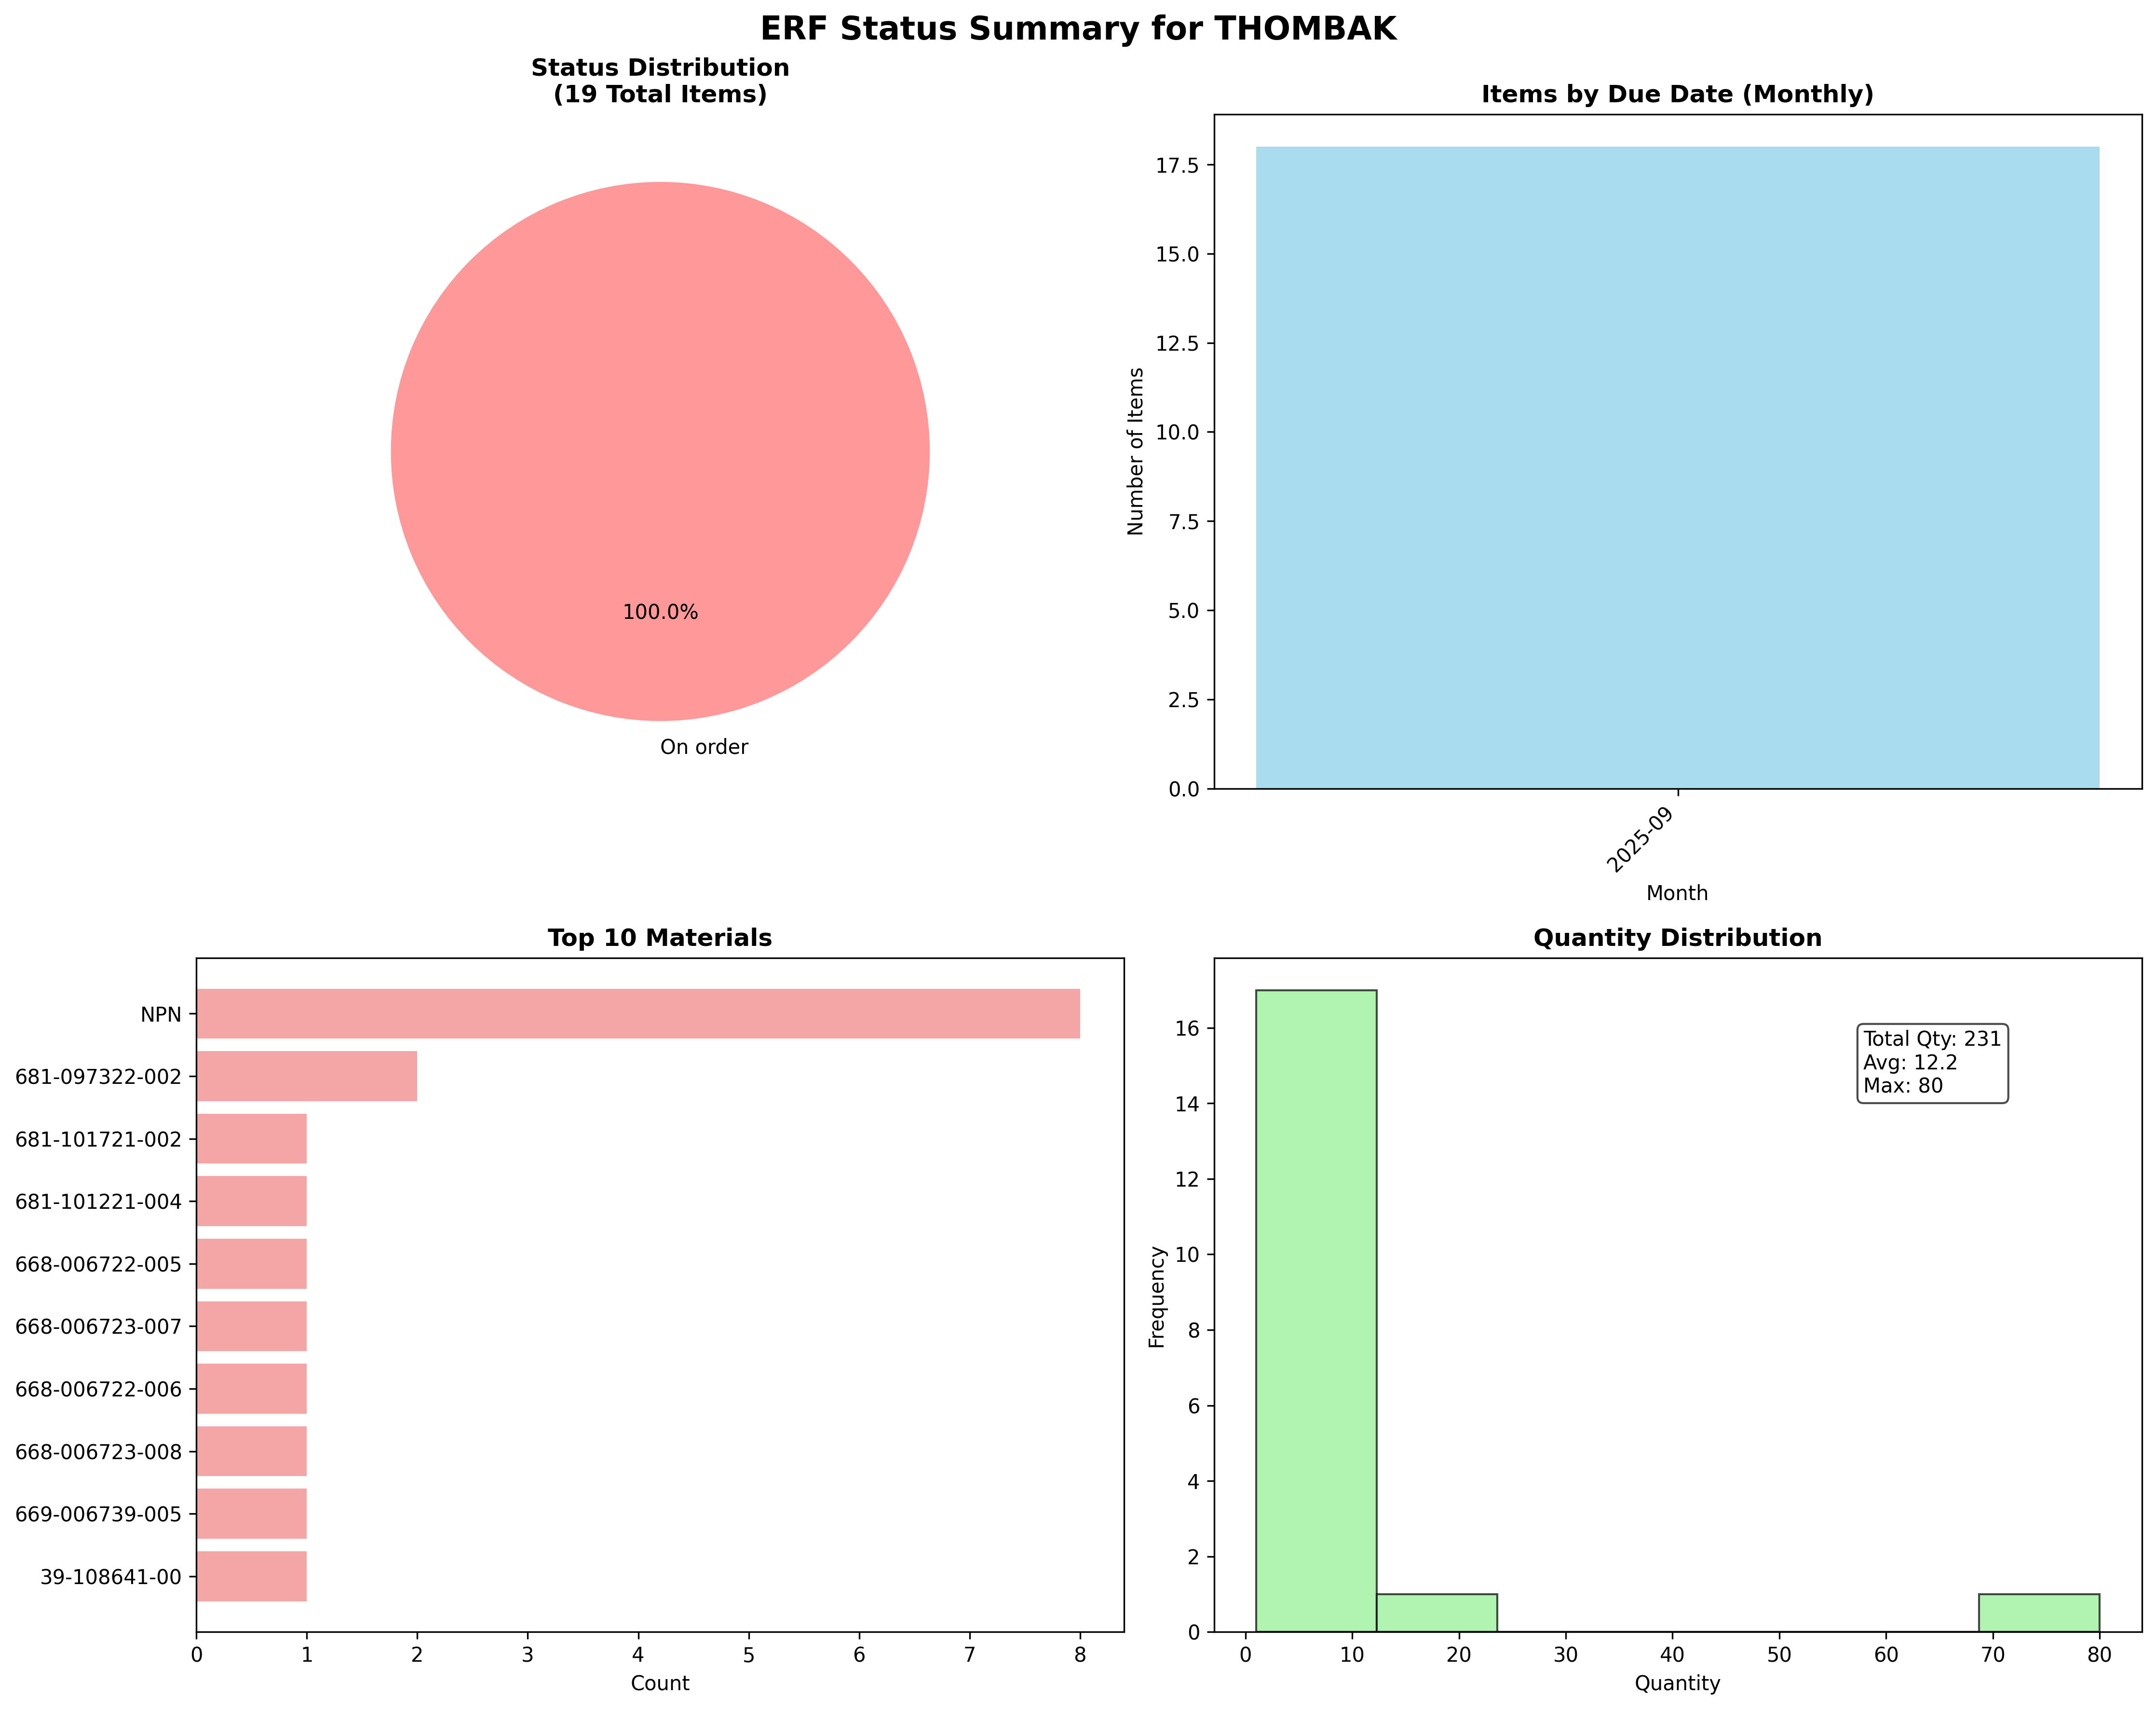 ERF Status Summary for THOMBAK
Status Distribution
(19 Total Items)
100.0%
On order
Items by Due Date (Monthly)
Number of Items
17.5
15.0
12.5
10.0
7.5
5.0
2.5
0.0
2025-09
Month
Top 10 Materials
NPN
681-097322-002
681-101721-002
681-101221-004
668-006722-005
668-006723-007
668-006722-006
668-006723-008
669-006739-005
39-108641-00
0 1 2 3 4 5 6 7 8
Count
Quantity Distribution
Total Qty: 231
Avg: 12.2
Max: 80
Frequency
16
14
12
10
8
6
4
2
0
0 10 20 30 40 50 60 70 80
Quantity